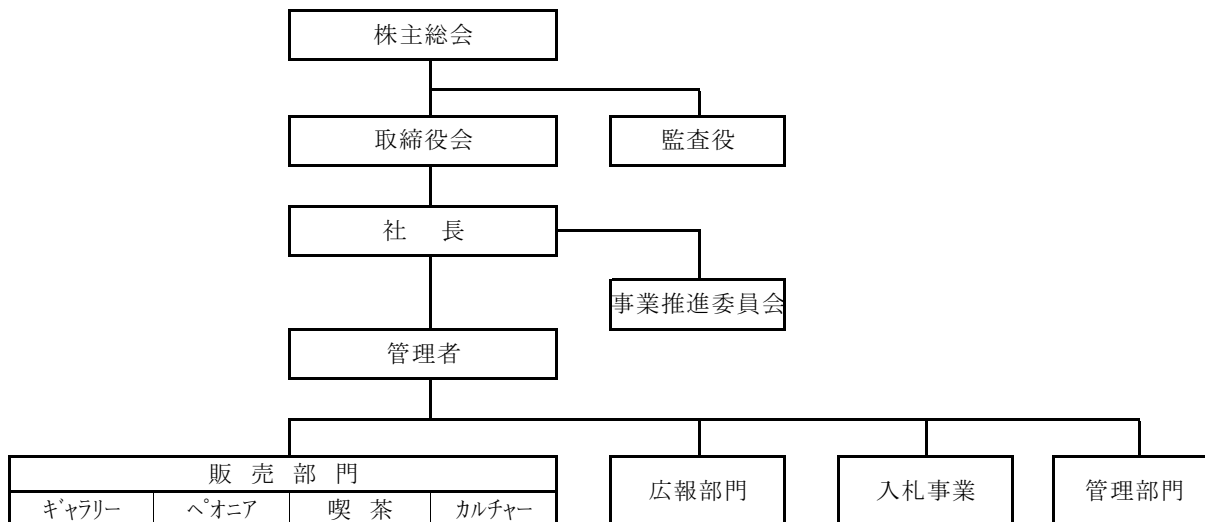 株主総会
取締役会
監査役
社 長
事業推進委員会
管理者
販売部門
ギャラリー
ペオニア
喫茶
カルチャー
広報部門
入札事業
管理部門